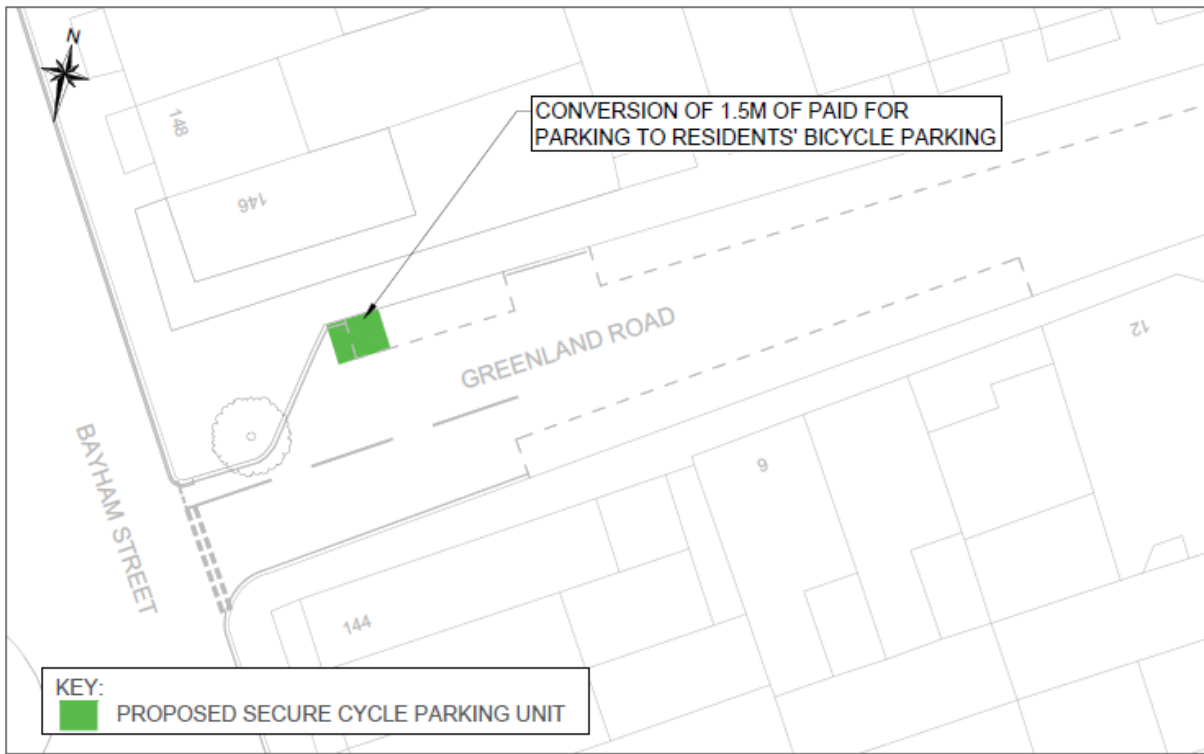 N
CONVERSION OF 1.5M OF PAID FOR
PARKING TO RESIDENTS' BICYCLE PARKING
148
146
GREENLAND ROAD
12
BAYHAM STREET
9
144
KEY:
PROPOSED SECURE CYCLE PARKING UNIT